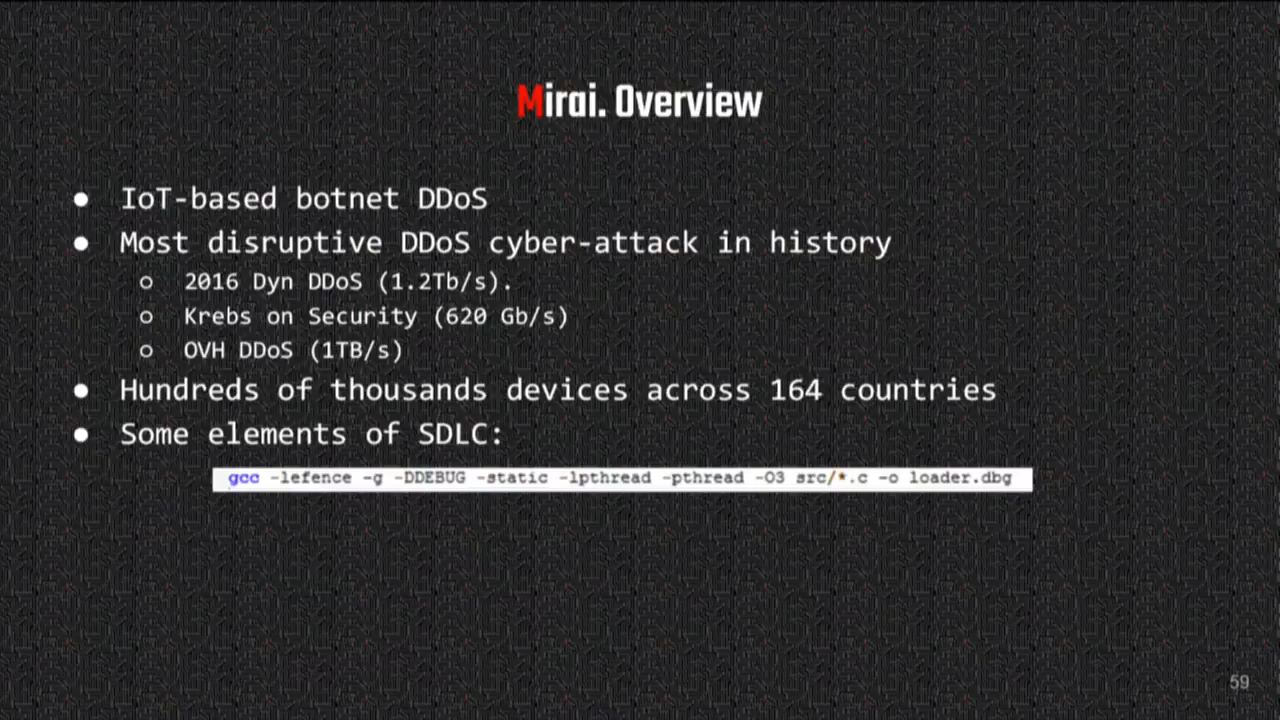 Mirai. Overview
● IoT-based botnet DDoS
● Most disruptive DDoS cyber-attack in history
○ 2016 Dyn DDoS (1.2Tb/s).
○ Krebs on Security (620 Gb/s)
○ OVH DDoS (1TB/s)
● Hundreds of thousands devices across 164 countries
● Some elements of SDLC:
gcc -lefence -g -DDEBUG -static -lpthread -pthread -O3 src/*.c -o loader.dbg
59